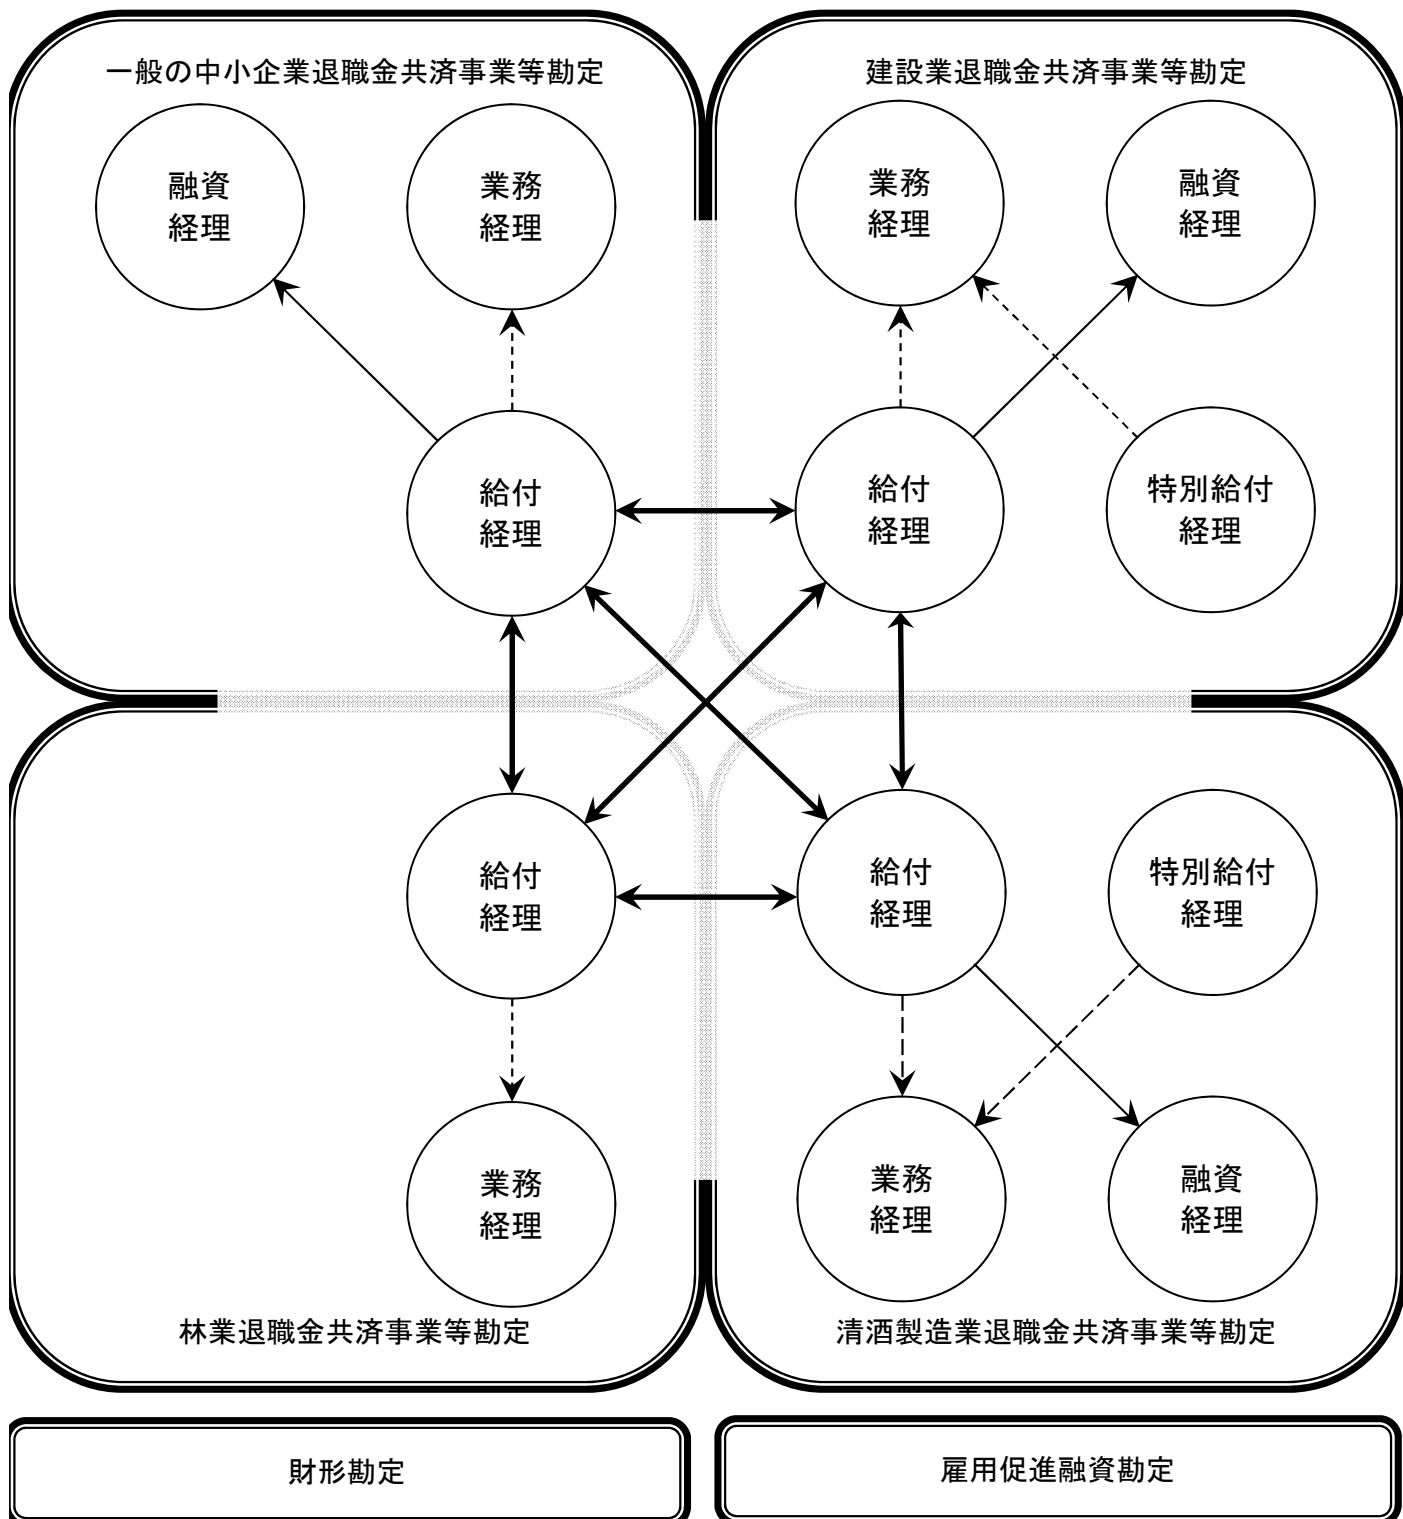 一般の中小企業退職金共済事業等勘定
融資
経理
業務
経理
給付
経理
建設業退職金共済事業等勘定
業務
経理
融資
経理
給付
経理
特別給付
経理
給付
経理
業務
経理
林業退職金共済事業等勘定
給付
経理
特別給付
経理
業務
経理
融資
経理
清酒製造業退職金共済事業等勘定
財形勘定
雇用促進融資勘定